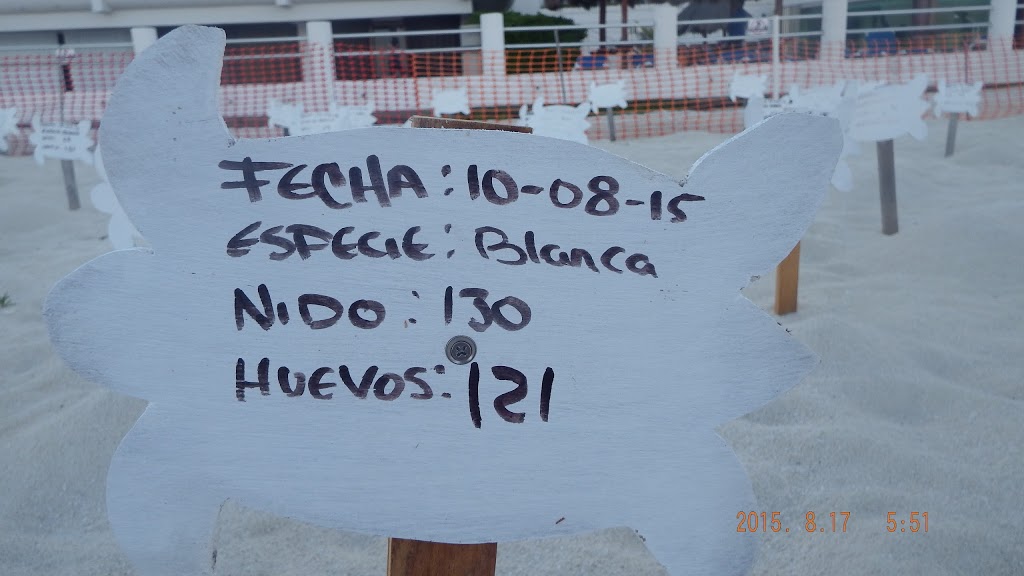 FECHA: 10-08-15
ESPECIE: Blanca
NIDO: 130
HUEVOS: 121
2015. 8.17 5:51